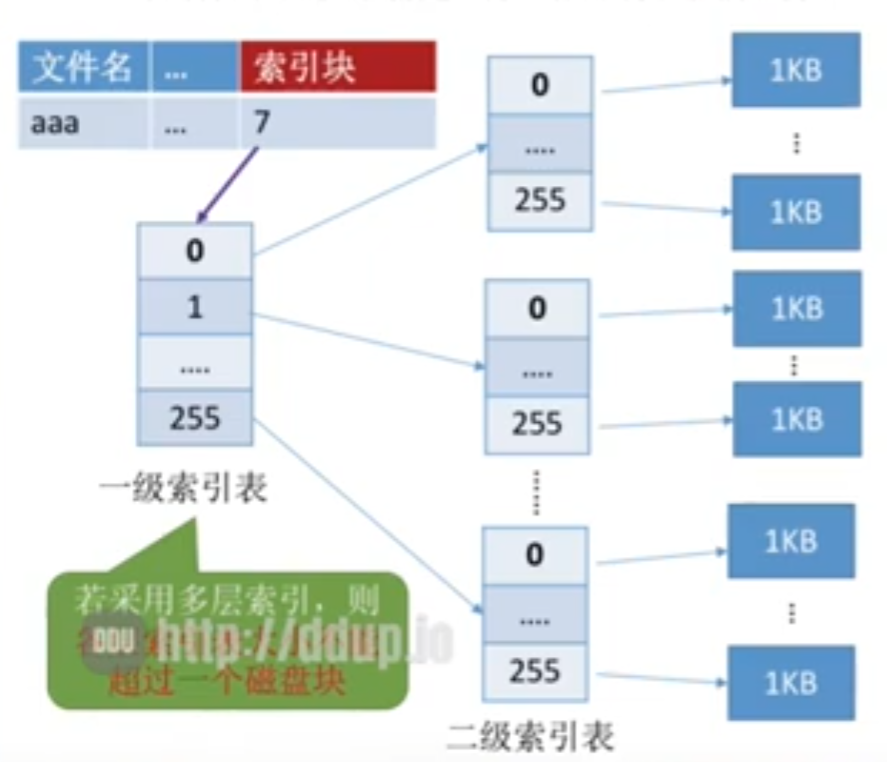 文件名 ... 索引块
aaa ... 7
0
1
....
255
一级索引表
若采用多层索引，则
超过一个磁盘块
DDU http://ddup.io
0
....
255
0
....
255
0
....
255
二级索引表
1KB
1KB
1KB
1KB
1KB
1KB